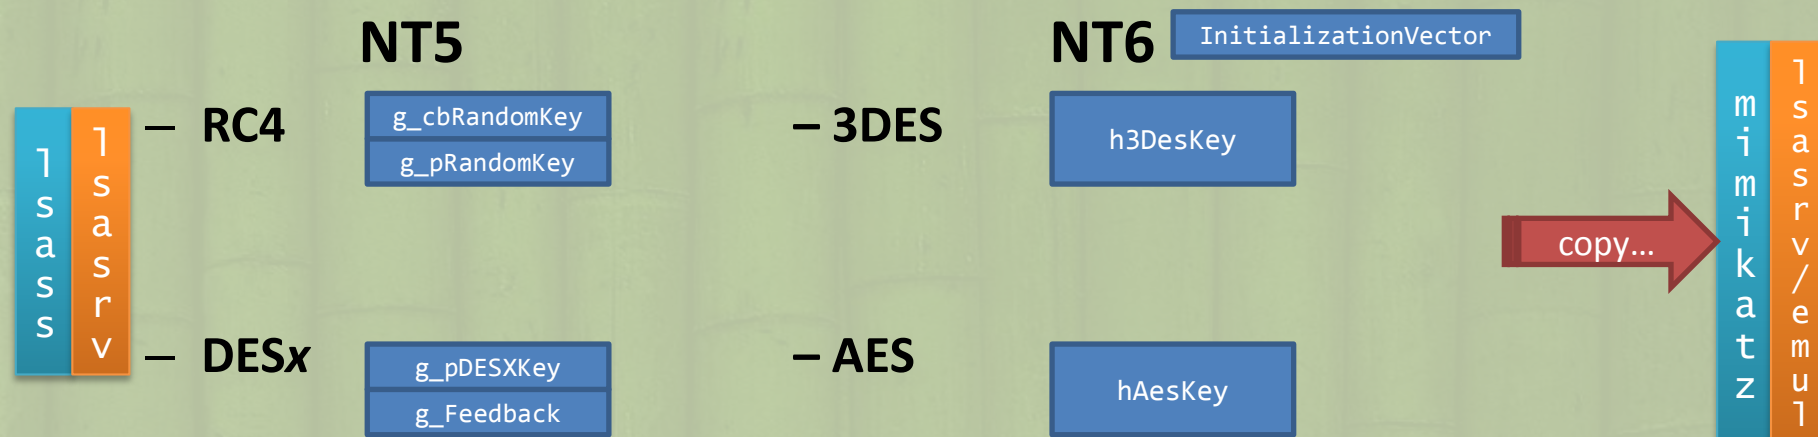 NT5
NT6
InitializationVector
lsass
lsasrv
– RC4
g_cbRandomKey
g_pRandomKey
– 3DES
h3DesKey
copy…
mimikatz
lsasrv/emul
– DESx
g_pDESXKey
g_Feedback
– AES
hAesKey